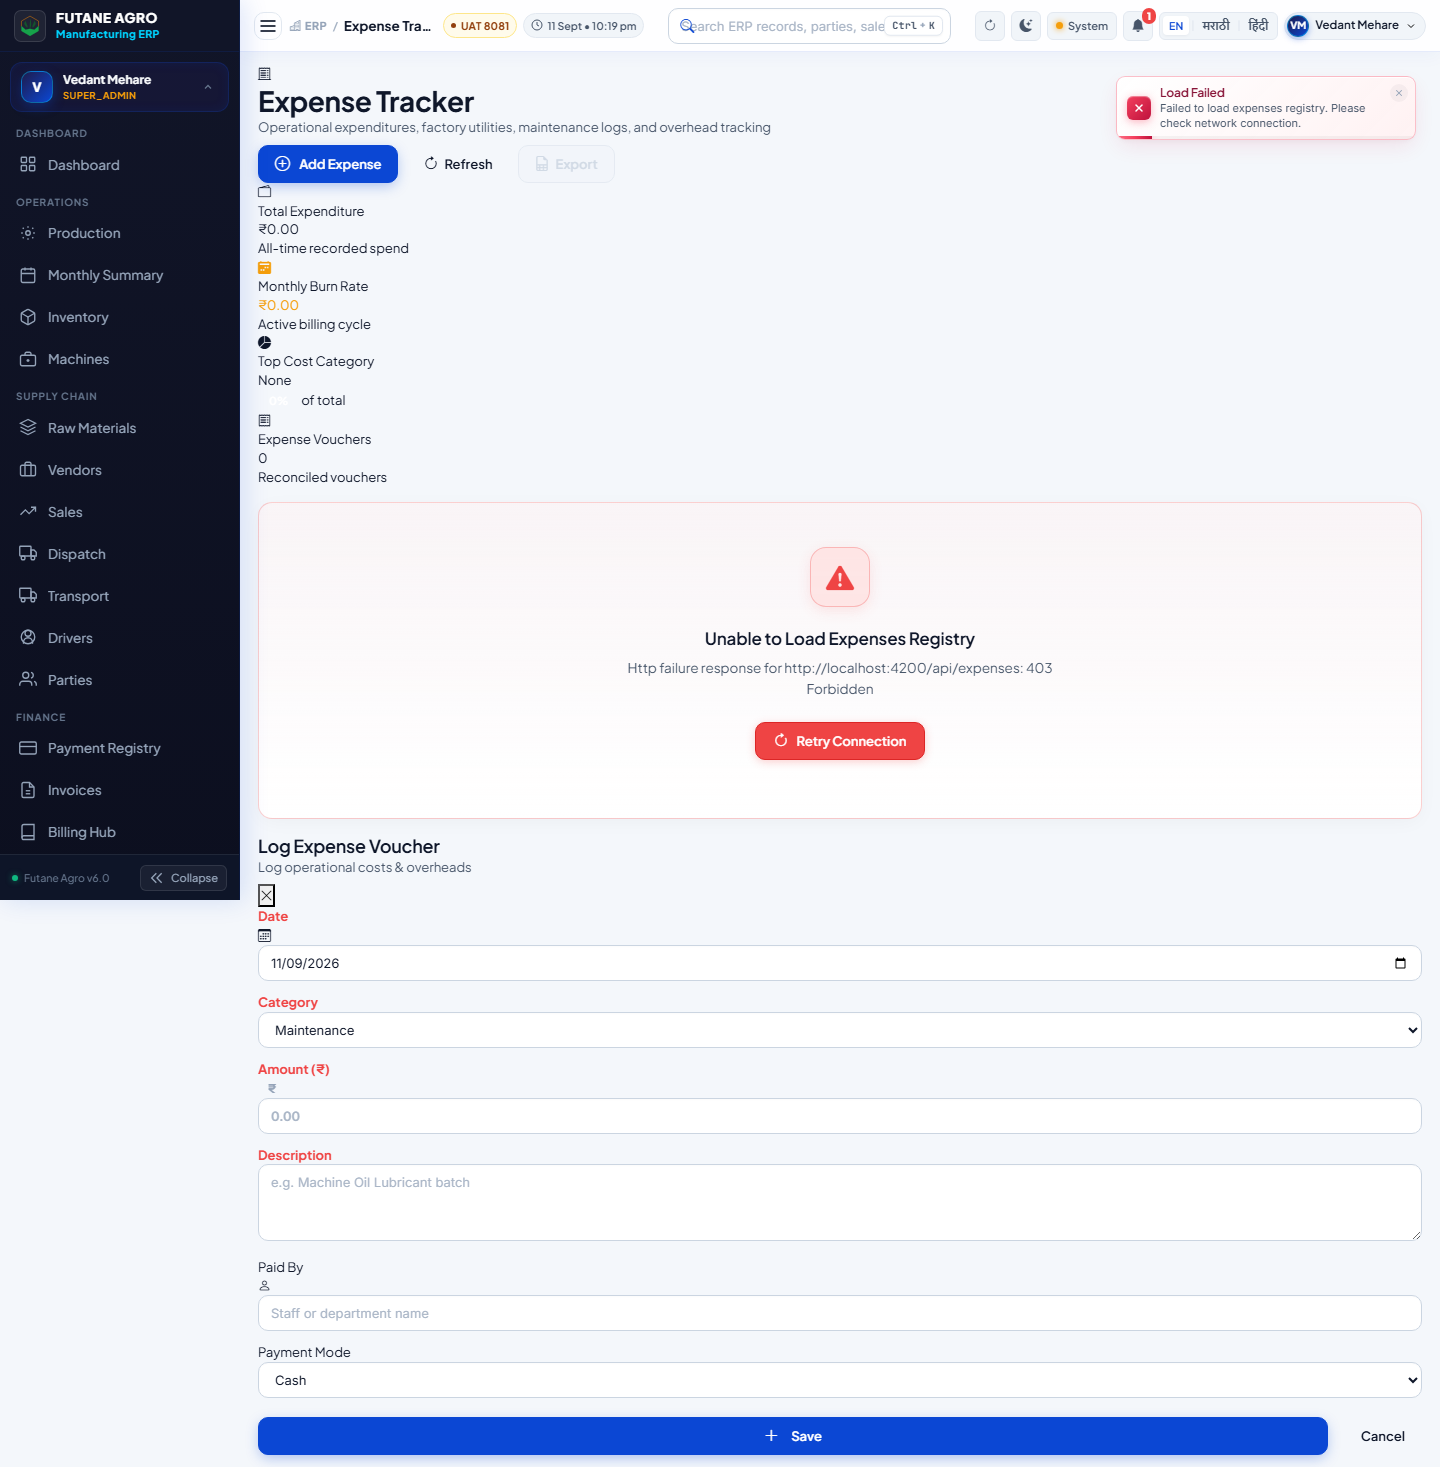 FUTANE AGRO
Manufacturing ERP
V
Vedant Mehare
SUPER_ADMIN
DASHBOARD
Dashboard
OPERATIONS
Production
Monthly Summary
Inventory
Machines
SUPPLY CHAIN
Raw Materials
Vendors
Sales
Dispatch
Transport
Drivers
Parties
FINANCE
Payment Registry
Invoices
Billing Hub
Futane Agro v6.0
Collapse
ERP / Expense Tra...
UAT 8081
11 Sept • 10:19 pm
Search ERP records, parties, sale
Ctrl + K
System
1
EN
मराठी
हिंदी
VM
Vedant Mehare
Load Failed
Failed to load expenses registry. Please
check network connection.
Expense Tracker
Operational expenditures, factory utilities, maintenance logs, and overhead tracking
Add Expense
Refresh
Export
Total Expenditure
₹0.00
All-time recorded spend
Monthly Burn Rate
₹0.00
Active billing cycle
Top Cost Category
None
0% of total
Expense Vouchers
0
Reconciled vouchers
Unable to Load Expenses Registry
Http failure response for http://localhost:4200/api/expenses: 403
Forbidden
Retry Connection
Log Expense Voucher
Log operational costs & overheads
Date
11/09/2026
Category
Maintenance
Amount (₹)
₹
0.00
Description
e.g. Machine Oil Lubricant batch
Paid By
Staff or department name
Payment Mode
Cash
Save
Cancel